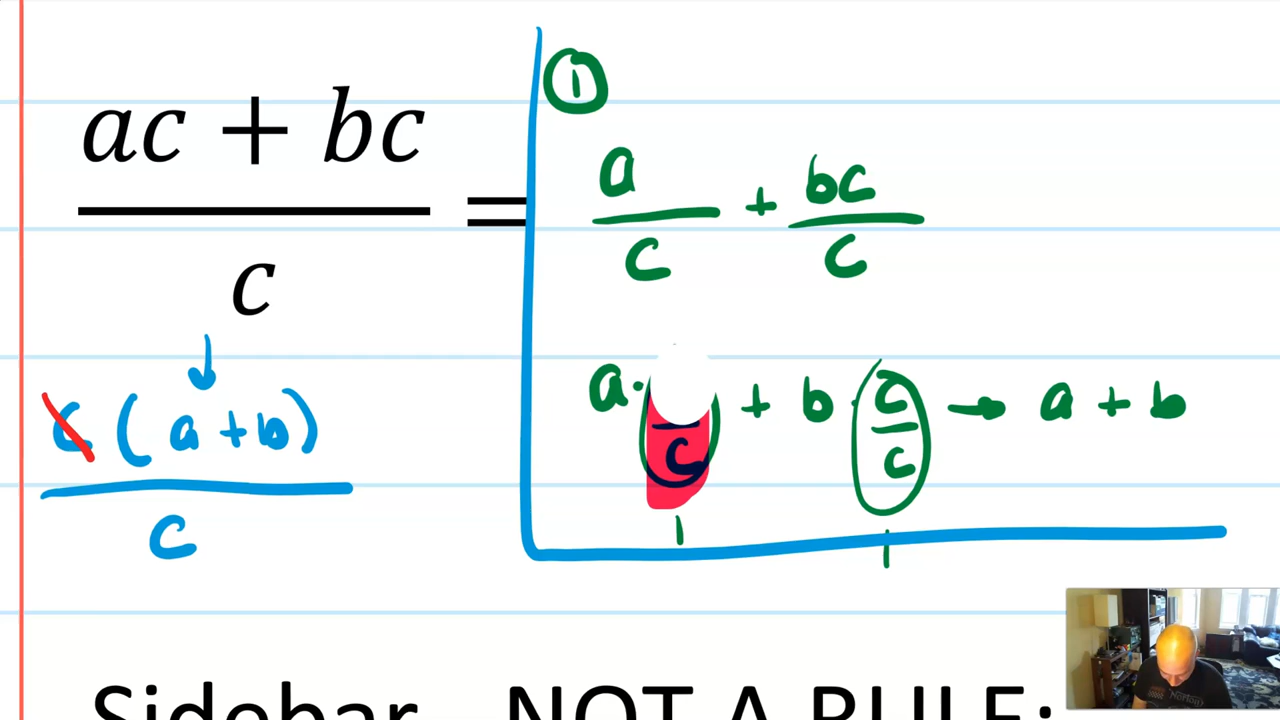 ac + bc
c
=
1
a/c + bc/c
a · /c + b · c/c → a + b
1 1
c (a + b)
c
Sidebar - NOT A RULE: